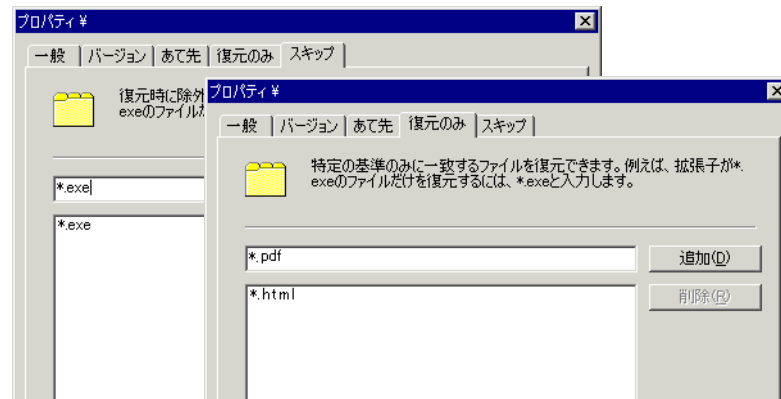 プロパティ ¥
一般 バージョン あて先 復元のみ スキップ
復元時に除外
exeのファイルだ
*.exe
*.exe
プロパティ ¥
一般 バージョン あて先 復元のみ スキップ
特定の基準のみに一致するファイルを復元できます。例えば、拡張子が*.
exeのファイルだけを復元するには、*.exeと入力します。
*.pdf
追加(D)
*.html
削除(R)